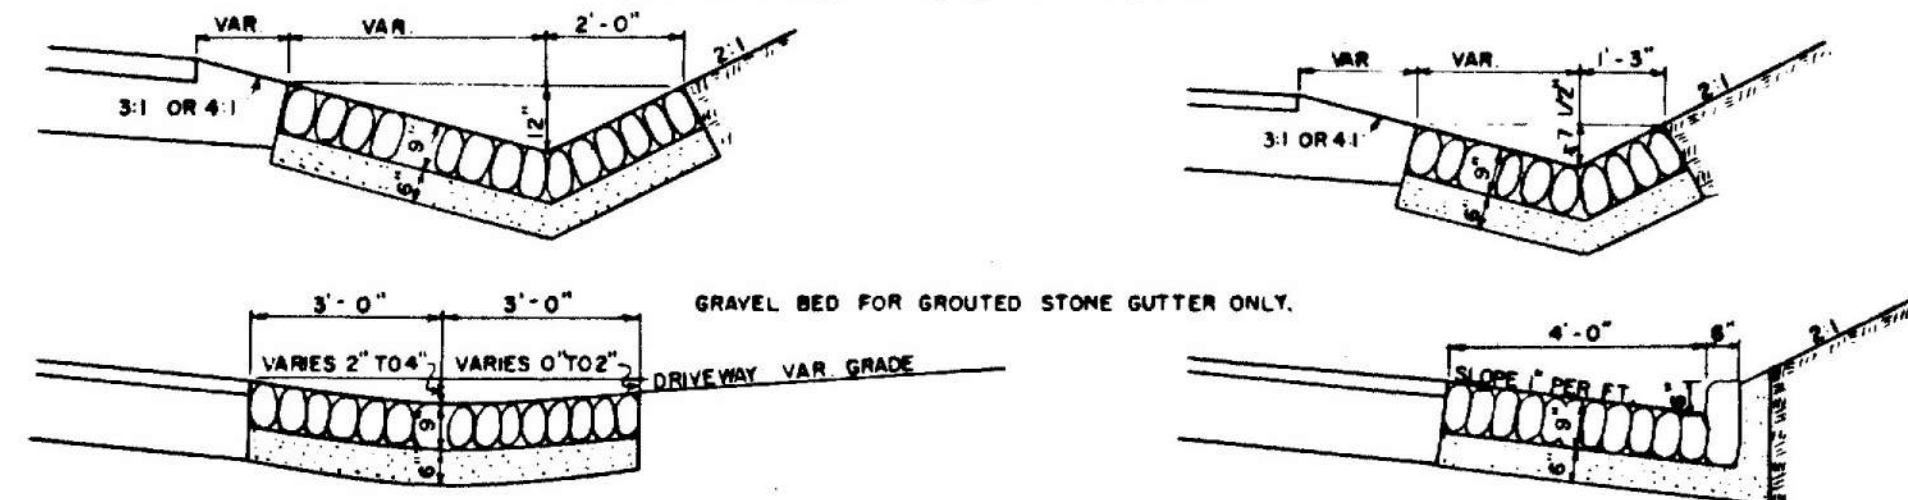 VAR. VAR. 2'-0"
2:1
3:1 OR 4:1
12"
9"
6"
VAR VAR. 1'-3"
2:1
3:1 OR 4:1
7 1/2"
9"
6"
3'-0" 3'-0"
GRAVEL BED FOR GROUTED STONE GUTTER ONLY.
VARIES 2" TO 4" VARIES 0" TO 2"
DRIVEWAY VAR. GRADE
9"
6"
4'-0" 6"
2:1
SLOPE 1" PER FT.
6"
9"
6"